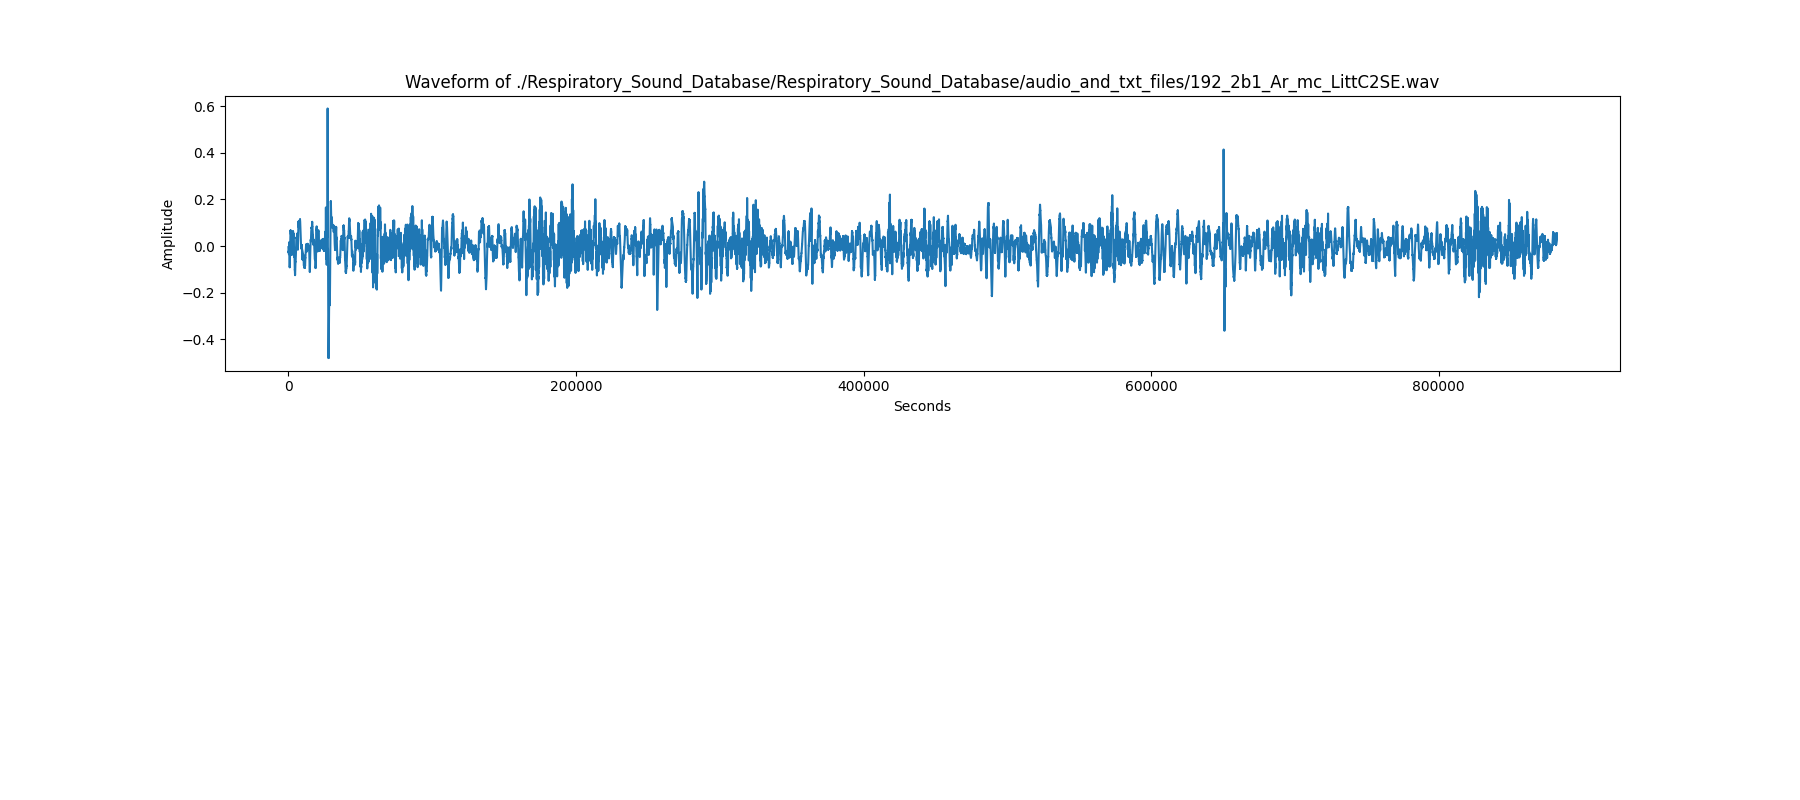 Waveform of ./Respiratory_Sound_Database/Respiratory_Sound_Database/audio_and_txt_files/192_2b1_Ar_mc_LittC2SE.wav
0.6
0.4
0.2
0.0
−0.2
−0.4
Amplitude
0 200000 400000 600000 800000
Seconds